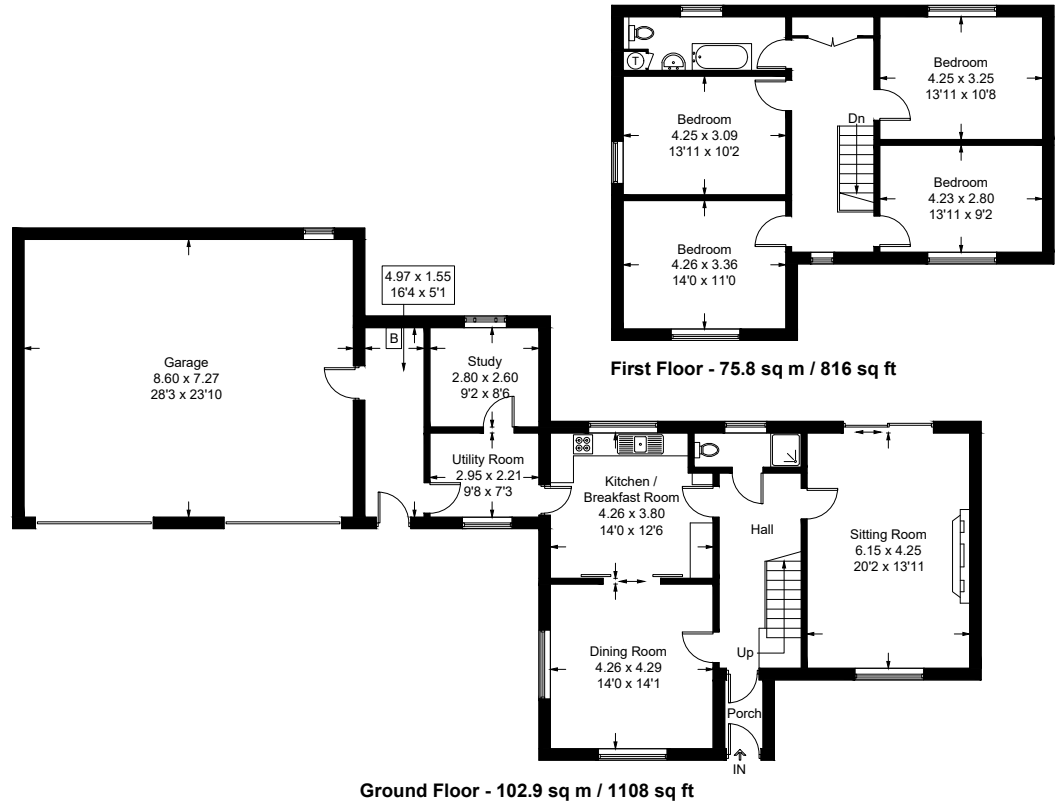 T
Bedroom
4.25 x 3.25
13'11 x 10'8
Bedroom
4.25 x 3.09
13'11 x 10'2
Dn
Bedroom
4.23 x 2.80
13'11 x 9'2
Bedroom
4.26 x 3.36
14'0 x 11'0
First Floor - 75.8 sq m / 816 sq ft
4.97 x 1.55
16'4 x 5'1
B
Garage
8.60 x 7.27
28'3 x 23'10
Study
2.80 x 2.60
9'2 x 8'6
Utility Room
2.95 x 2.21
9'8 x 7'3
Kitchen /
Breakfast Room
4.26 x 3.80
14'0 x 12'6
Hall
Sitting Room
6.15 x 4.25
20'2 x 13'11
Dining Room
4.26 x 4.29
14'0 x 14'1
Up
Porch
IN
Ground Floor - 102.9 sq m / 1108 sq ft